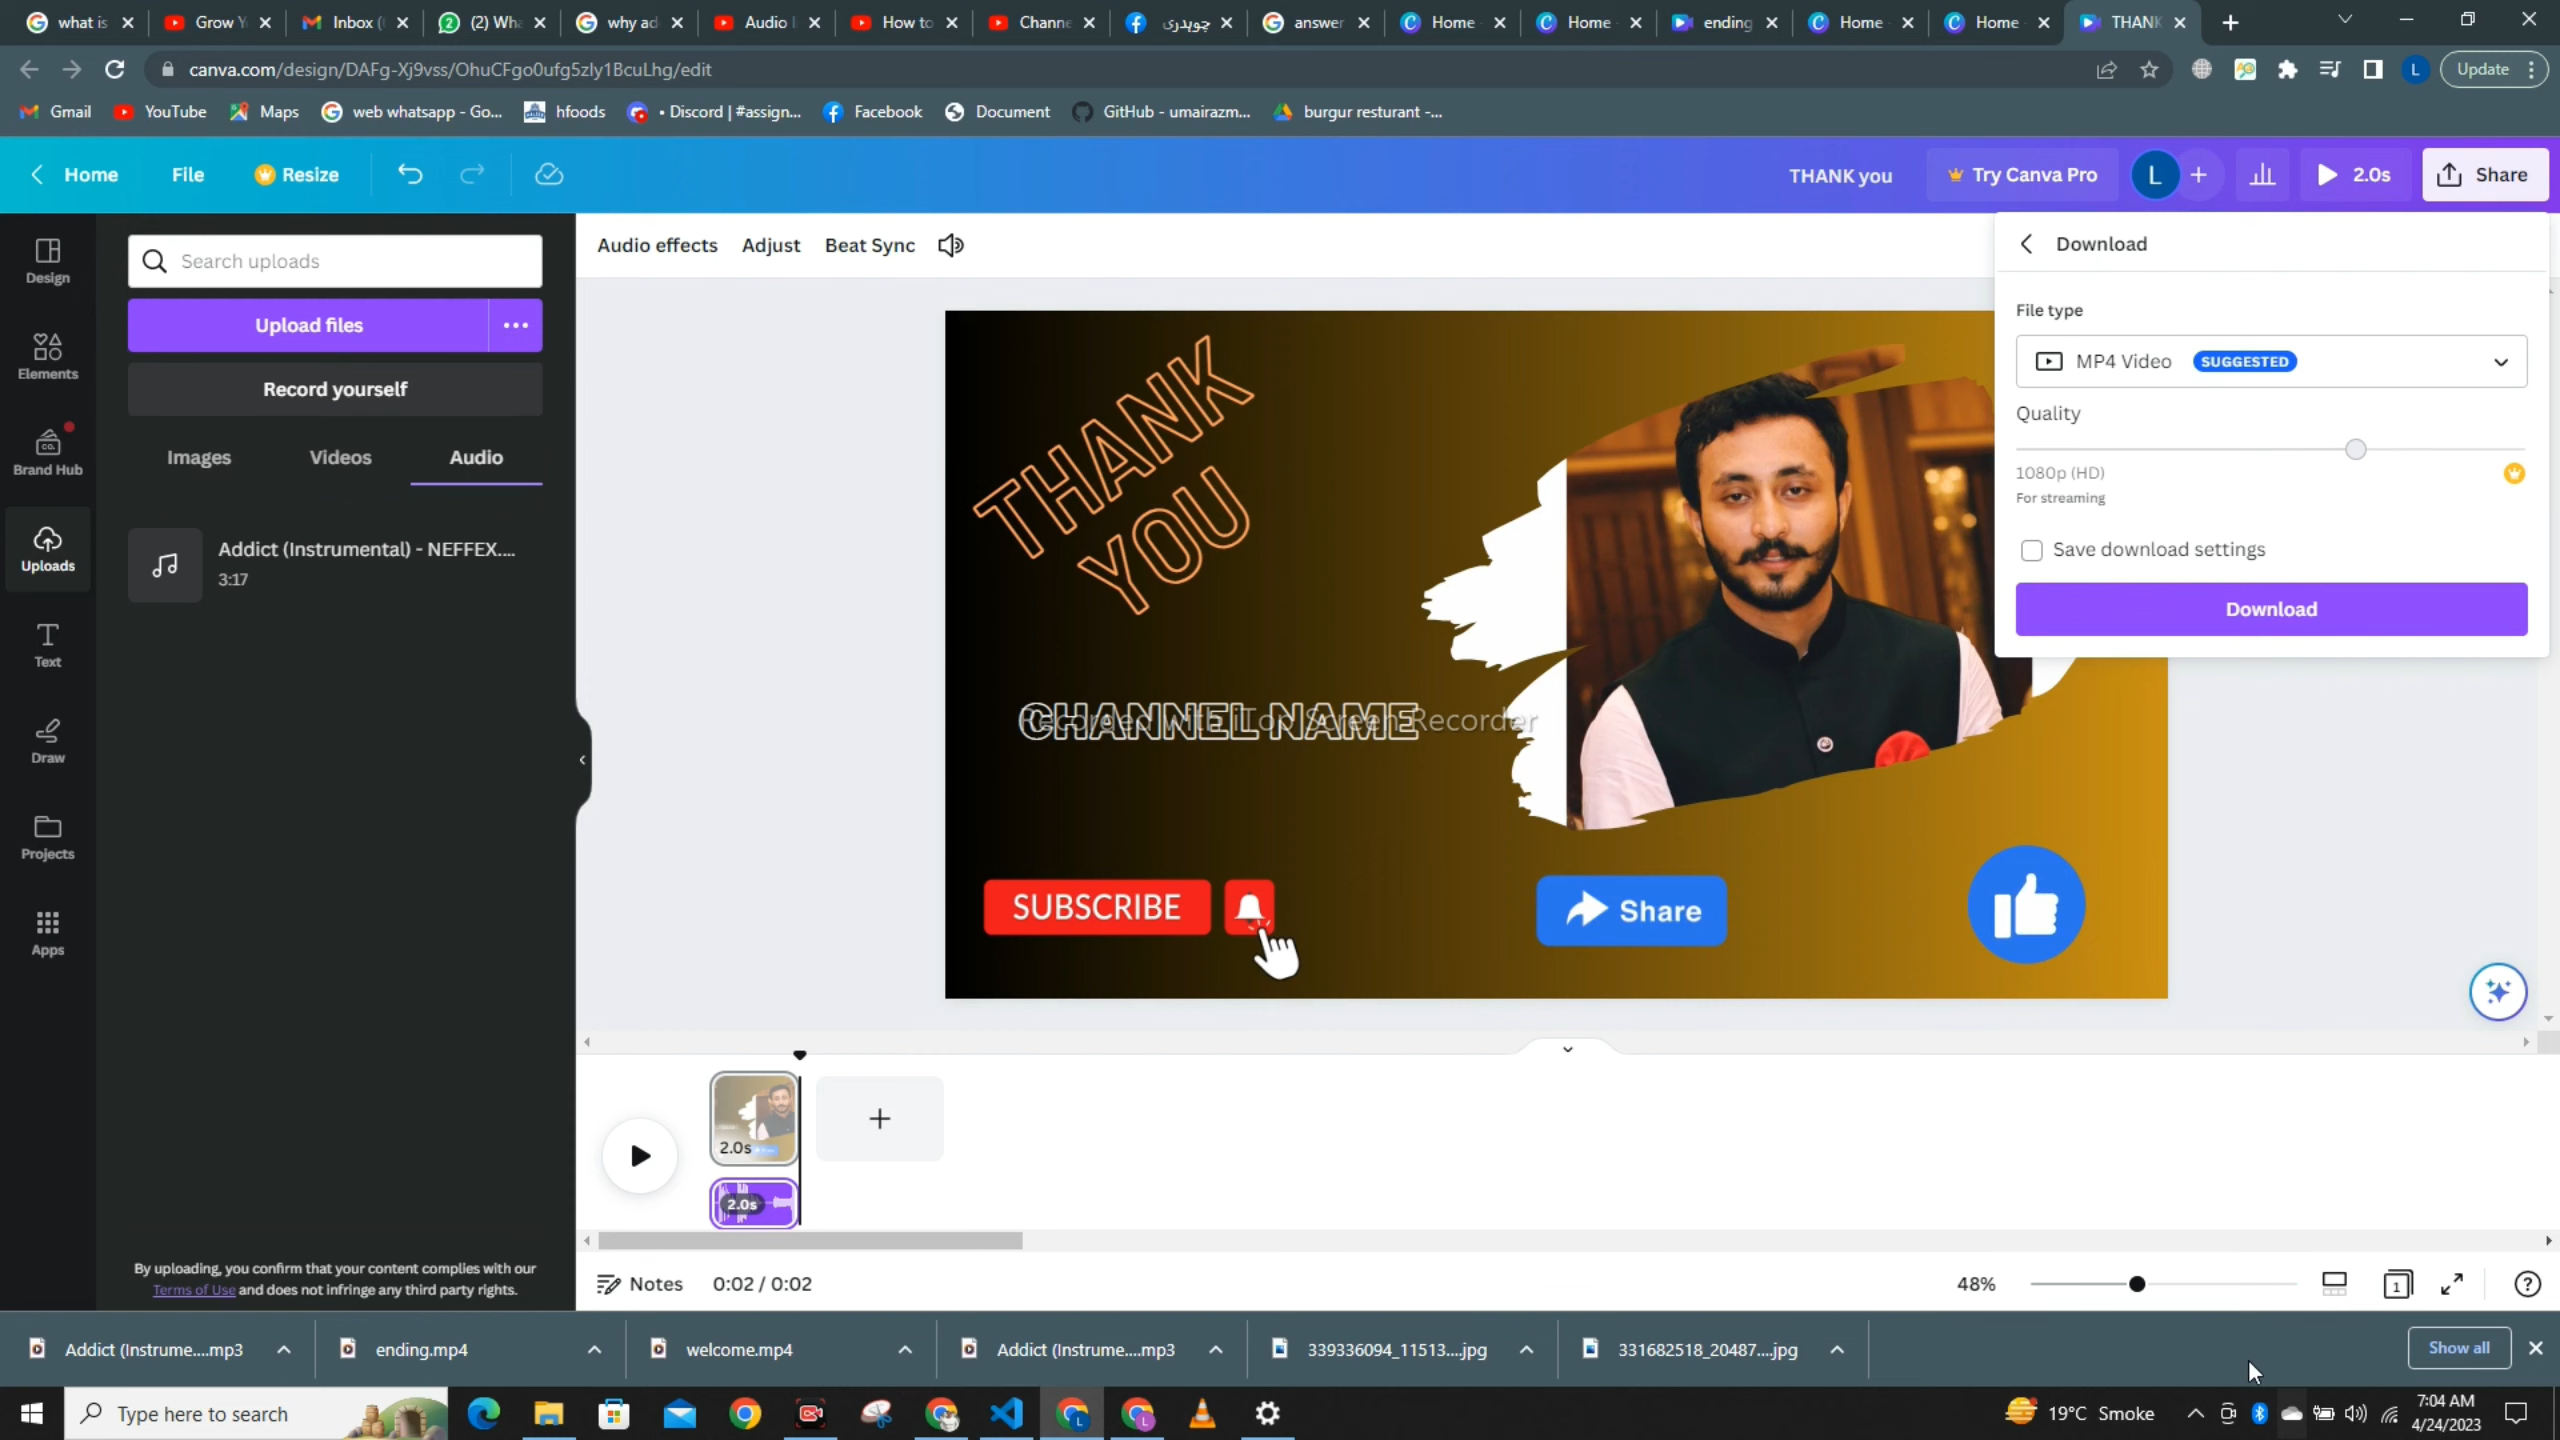 what is
Grow Y
Inbox (
(2) Wha
why ad
Audio
How to
Channe
چوہدری
answer
Home
Home
ending
Home
Home
THANK
canva.com/design/DAFg-Xj9vss/OhuCFgo0ufg5zly1BcuLhg/edit
Update
Gmail
YouTube
Maps
web whatsapp - Go...
hfoods
• Discord | #assign...
Facebook
Document
GitHub - umairazm...
burgur resturant -...
Home
File
Resize
THANK you
Try Canva Pro
L
2.0s
Share
Design
Elements
Brand Hub
Uploads
Text
Draw
Projects
Apps
Search uploads
Upload files
Record yourself
Images
Videos
Audio
Addict (Instrumental) - NEFFEX....
3:17
By uploading, you confirm that your content complies with our
Terms of Use and does not infringe any third party rights.
Audio effects
Adjust
Beat Sync
THANK
YOU
CHANNEL NAME
Recorded with iTop Screen Recorder
SUBSCRIBE
Share
Download
File type
MP4 Video
SUGGESTED
Quality
1080p (HD)
For streaming
Save download settings
Download
2.0s
2.0s
Notes
0:02 / 0:02
48%
1
Addict (Instrume....mp3
ending.mp4
welcome.mp4
Addict (Instrume....mp3
339336094_11513....jpg
331682518_20487....jpg
Show all
Type here to search
19°C Smoke
7:04 AM
4/24/2023